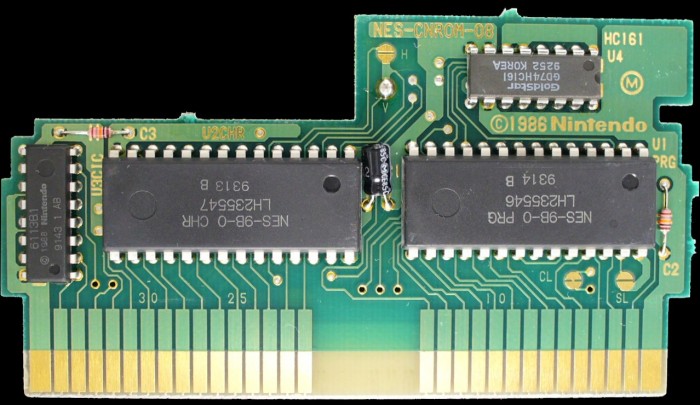 NES-CNROM-08
H
HC161
U4
GoldStar
GD74HC161
9252 KOREA
M
©1986 Nintendo
C3
U2CHR
U3CIC
U1
PRG
6113B1
© 1988 Nintendo
9143 1 AB
NES-9B-0 CHR
LH235547
9313 B
NES-9B-0 PRG
LH235546
9314 B
C2
CL
SL
30
25
10